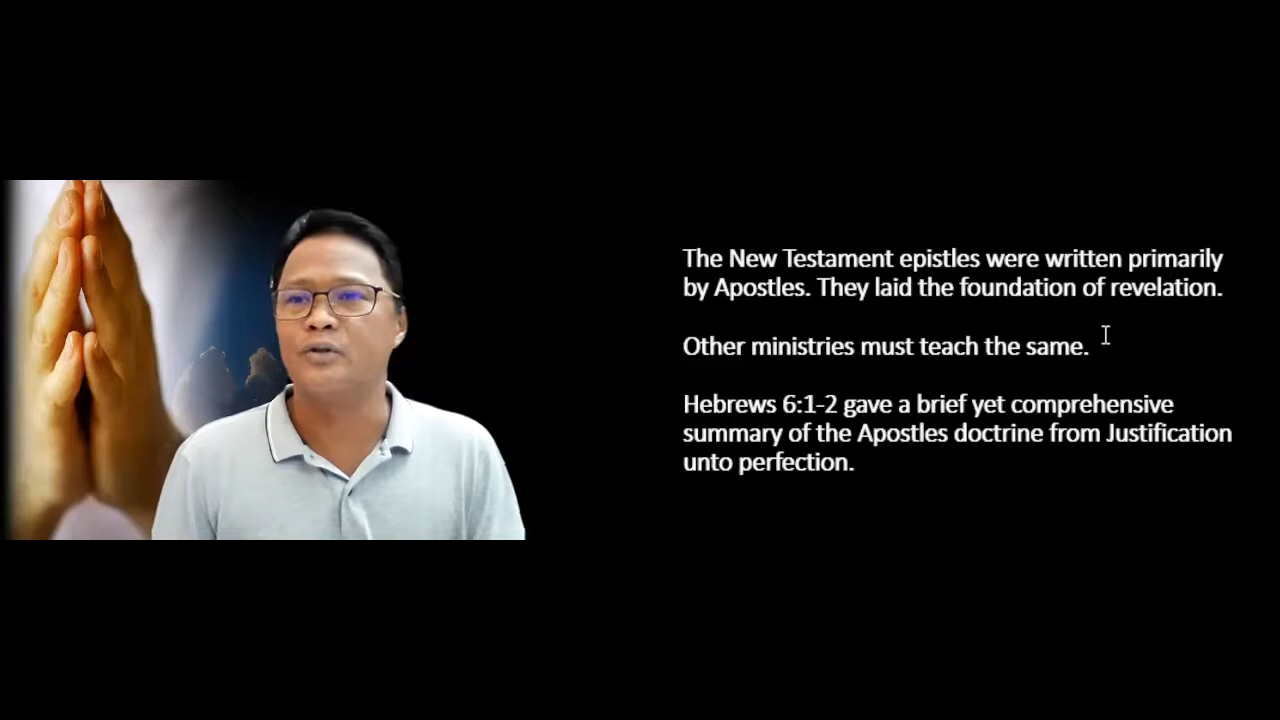 The New Testament epistles were written primarily
by Apostles. They laid the foundation of revelation.
Other ministries must teach the same.
Hebrews 6:1-2 gave a brief yet comprehensive
summary of the Apostles doctrine from Justification
unto perfection.